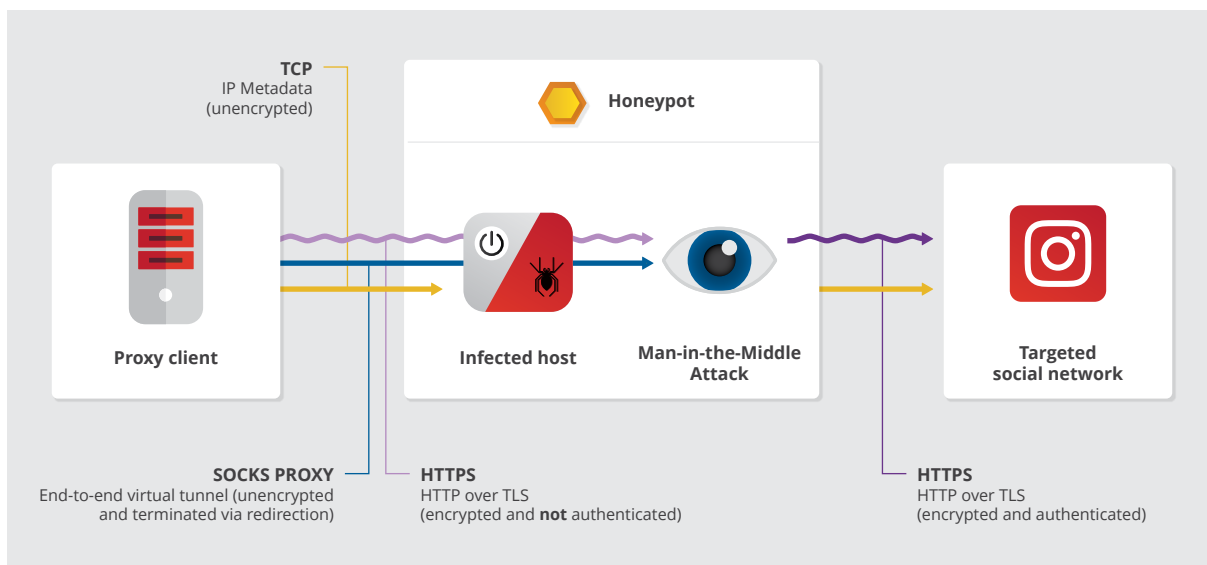 TCP
IP Metadata
(unencrypted)
Honeypot
Proxy client
Infected host
Man-in-the-Middle
Attack
Targeted
social network
SOCKS PROXY
End-to-end virtual tunnel (unencrypted
and terminated via redirection)
HTTPS
HTTP over TLS
(encrypted and not authenticated)
HTTPS
HTTP over TLS
(encrypted and authenticated)